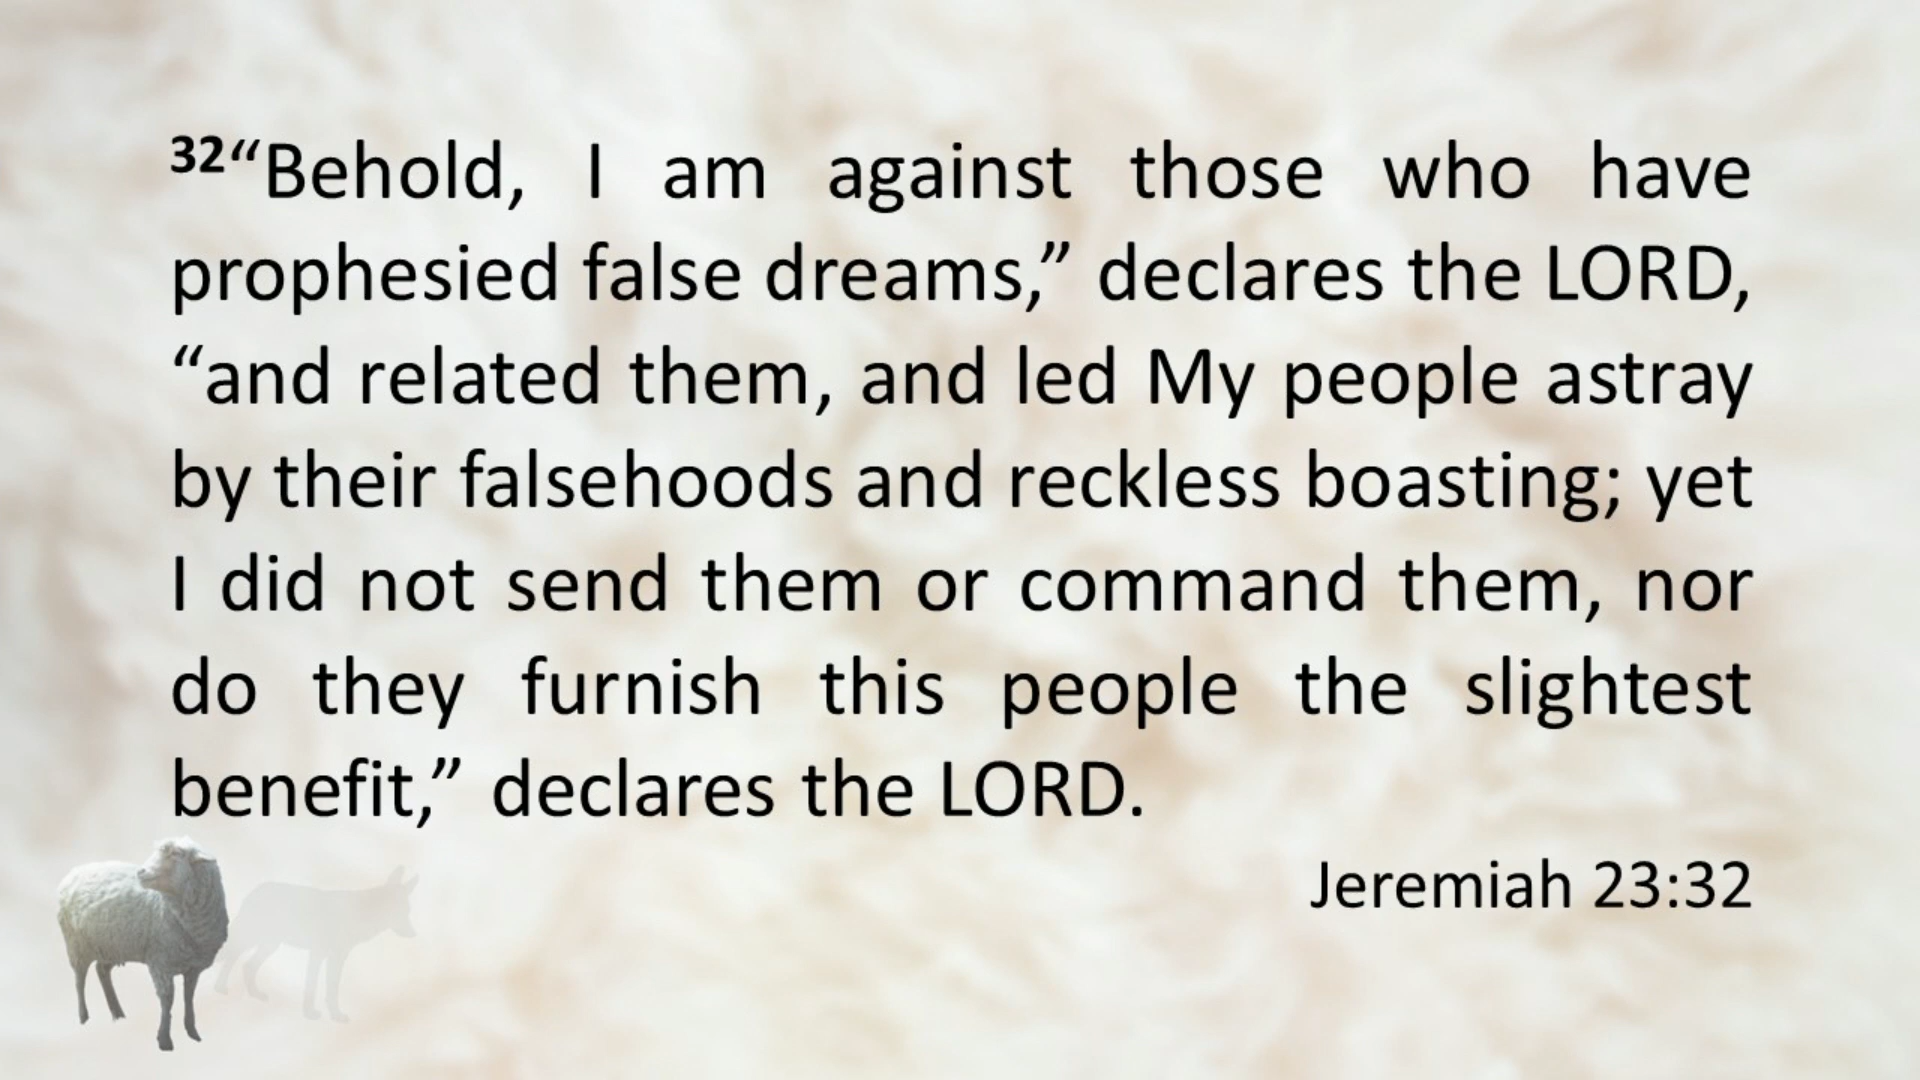 32“Behold, I am against those who have
prophesied false dreams,” declares the LORD,
“and related them, and led My people astray
by their falsehoods and reckless boasting; yet
I did not send them or command them, nor
do they furnish this people the slightest
benefit,” declares the LORD.
Jeremiah 23:32